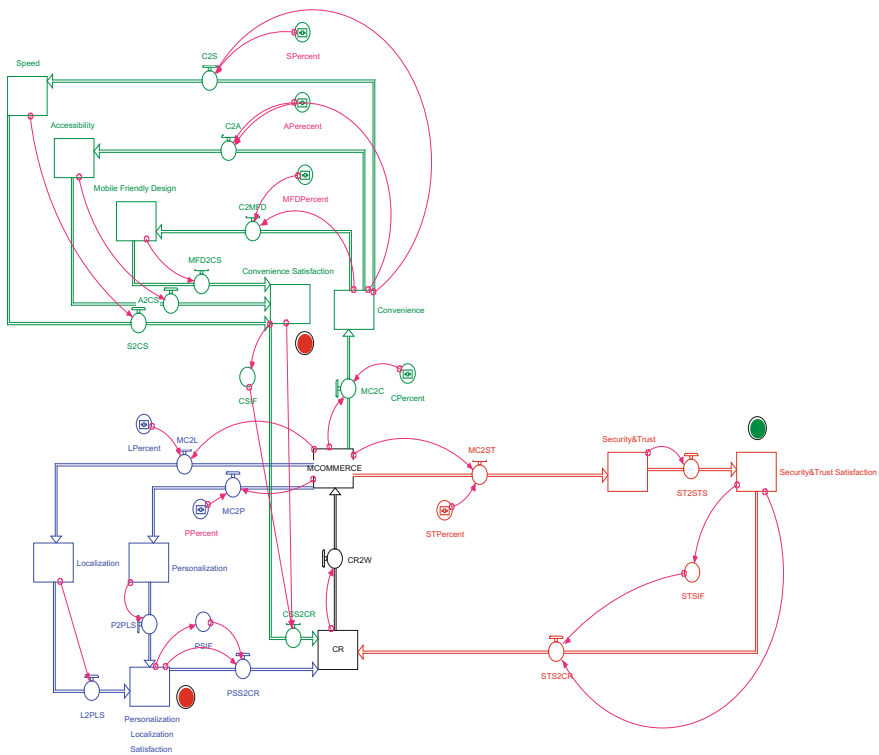 C2S
SPercent
Speed
C2A
APerecent
Accessibility
Mobile Friendly Design
MFDPercent
C2MFD
MFD2CS
Convenience Satisfaction
A2CS
Convenience
S2CS
CSIF
MC2C
CPercent
LPercent
MC2L
MC2ST
Security&Trust
MCOMMERCE
Security&Trust Satisfaction
ST2STS
MC2P
PPercent
STPercent
CR2W
Localization
Personalization
STSIF
CSS2CR
P2PLS
PSIF
CR
PSS2CR
STS2CR
L2PLS
Personalization
Localization
Satisfaction